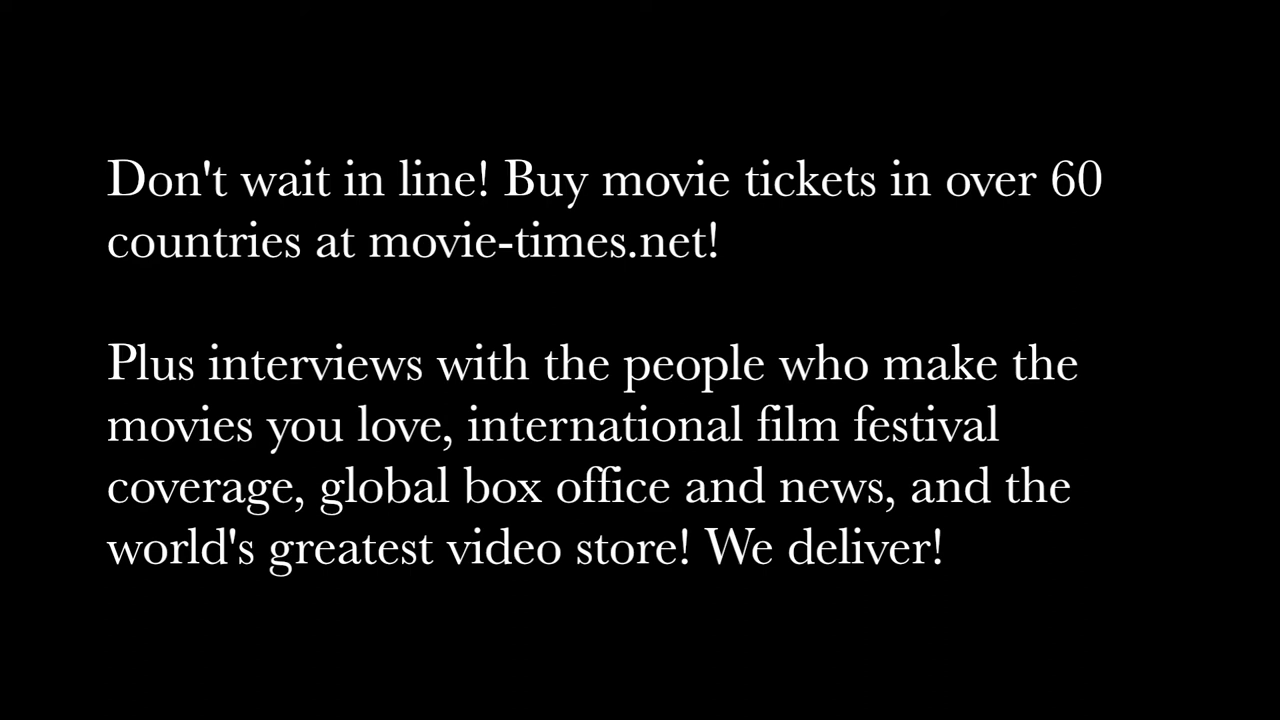 Don't wait in line! Buy movie tickets in over 60
countries at movie-times.net!
Plus interviews with the people who make the
movies you love, international film festival
coverage, global box office and news, and the
world's greatest video store! We deliver!